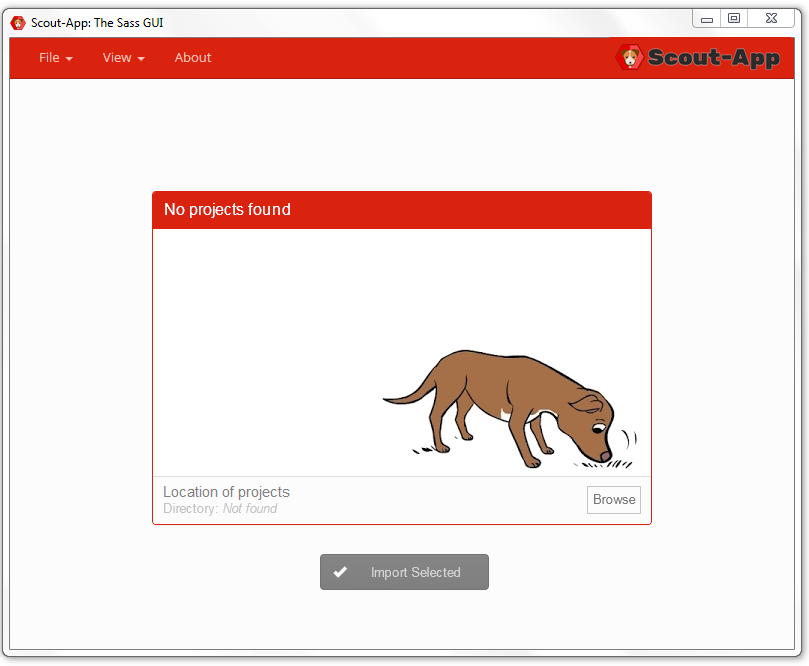 Scout-App: The Sass GUI
File View About Scout-App
No projects found
Location of projects
Directory: Not found
Browse
Import Selected